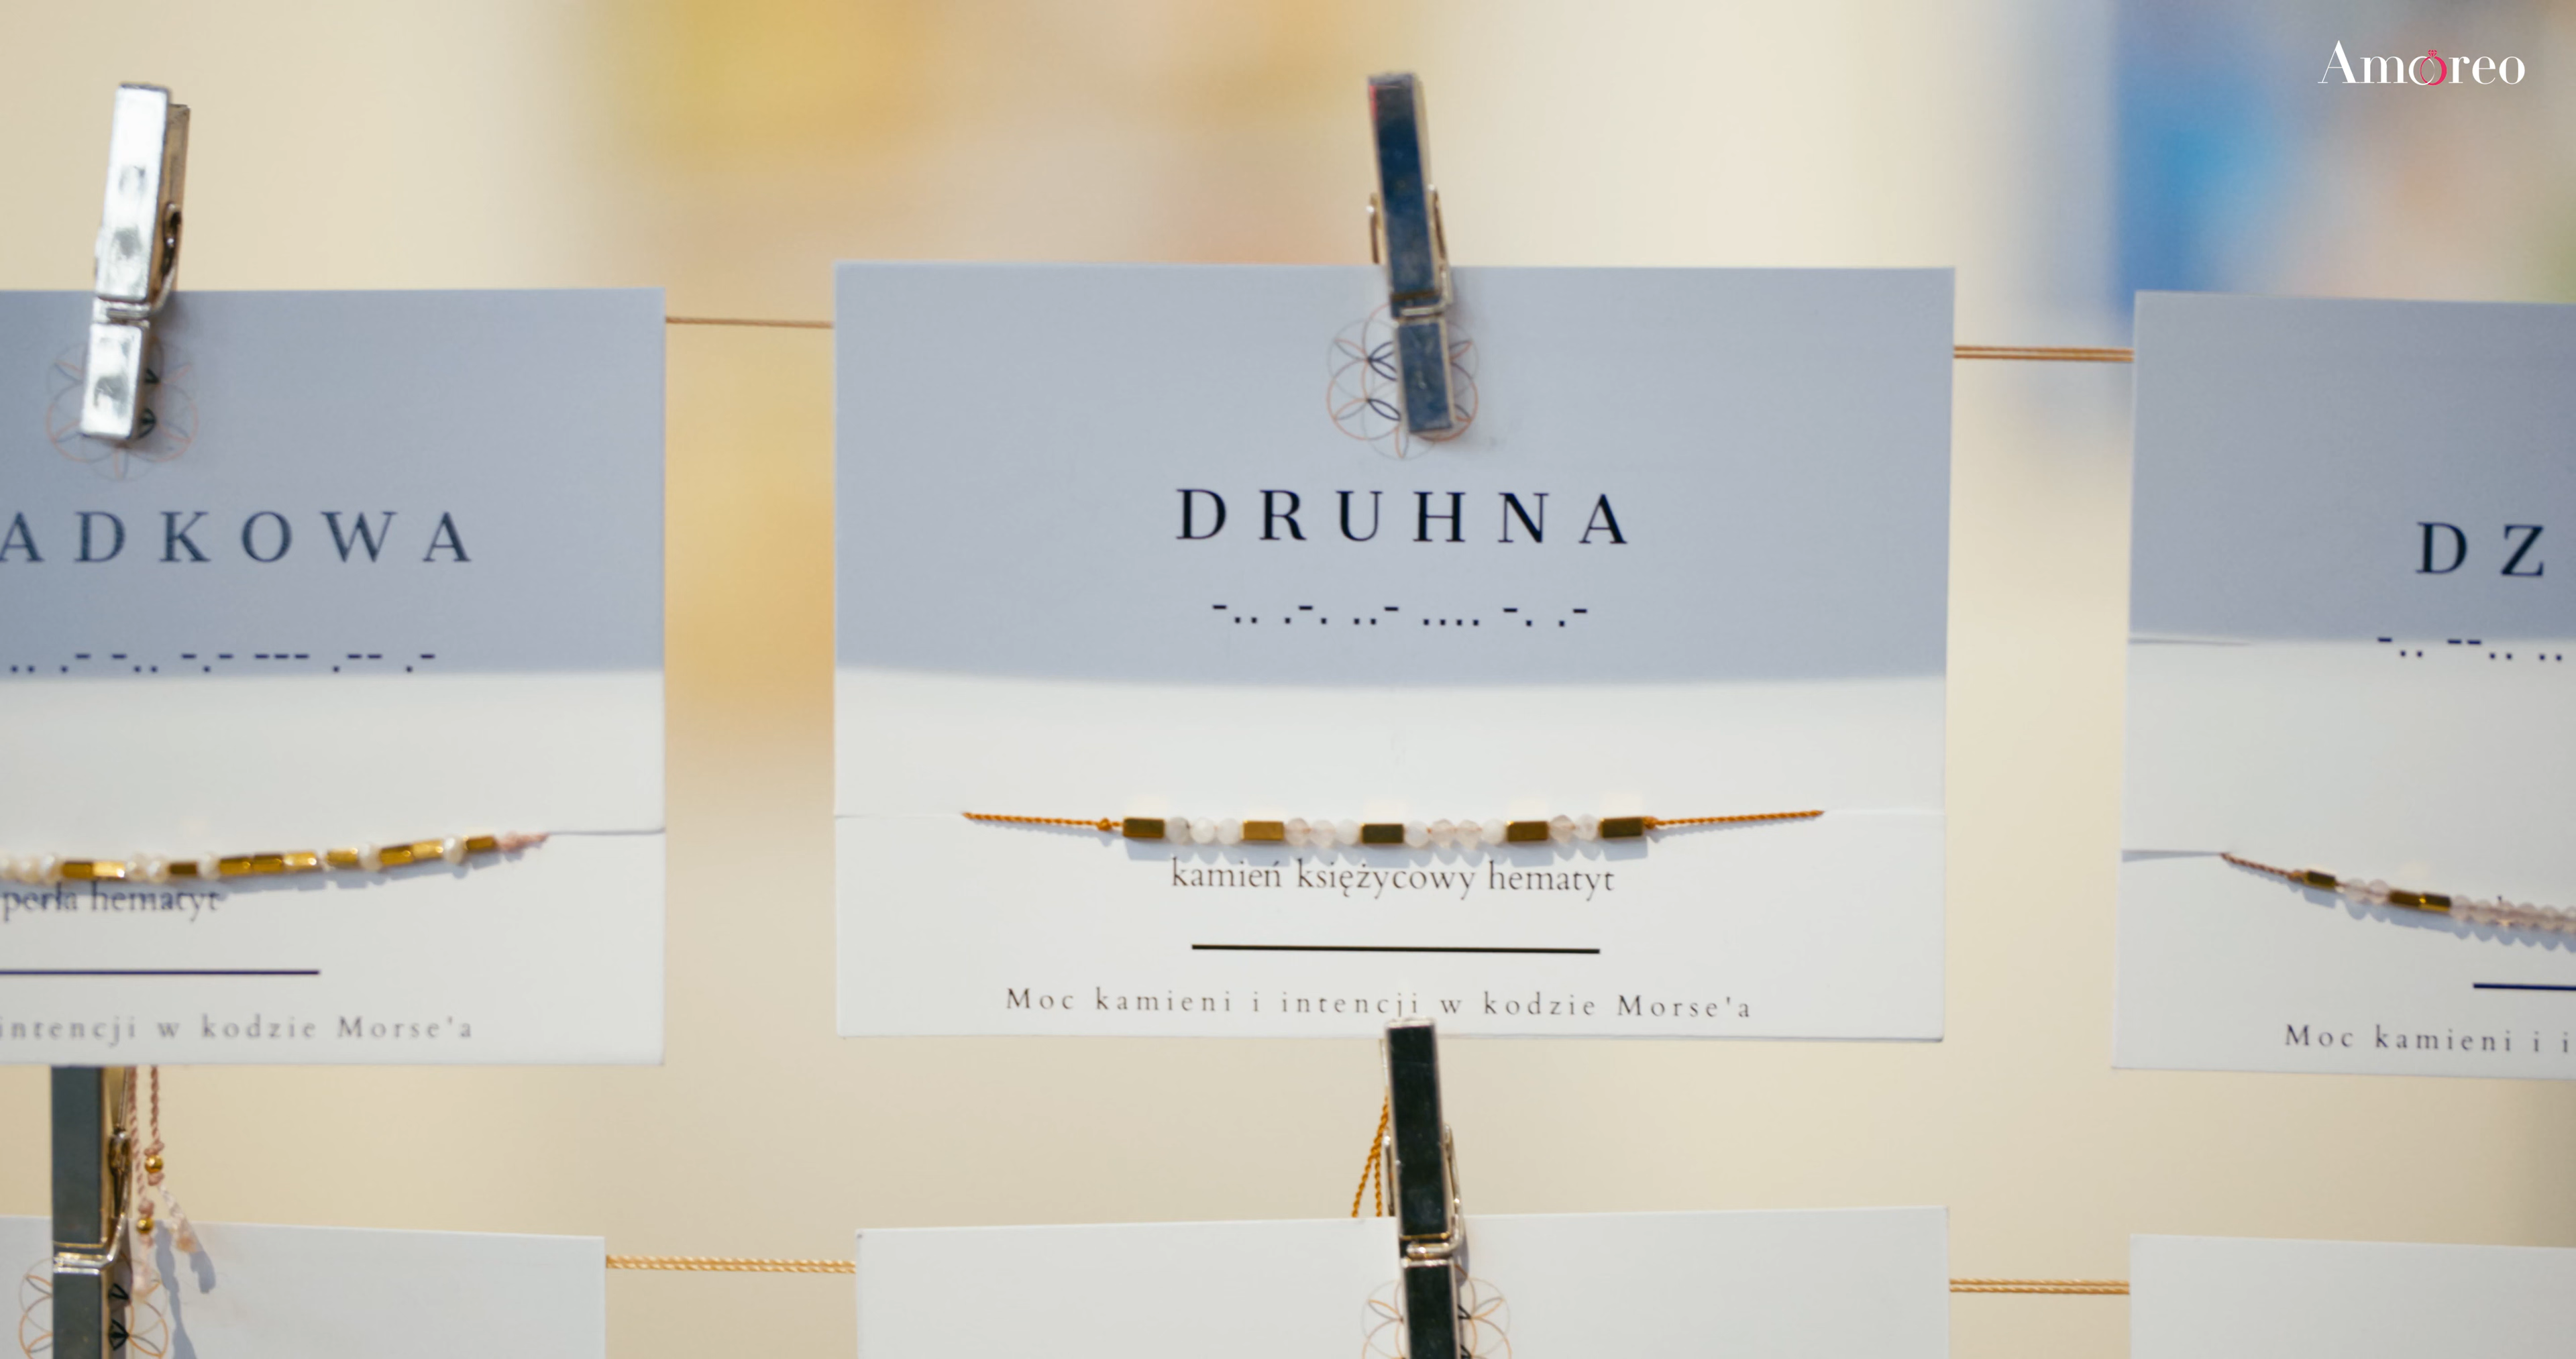 Amoreo
ADKOWA
.. .- -.. -.- --- .-- .-
perła hematyt
intencji w kodzie Morse'a
DRUHNA
-.. .-. ..- .... -. .-
kamień księżycowy hematyt
Moc kamieni i intencji w kodzie Morse'a
DZ
-.. --.. ..
Moc kamieni i i